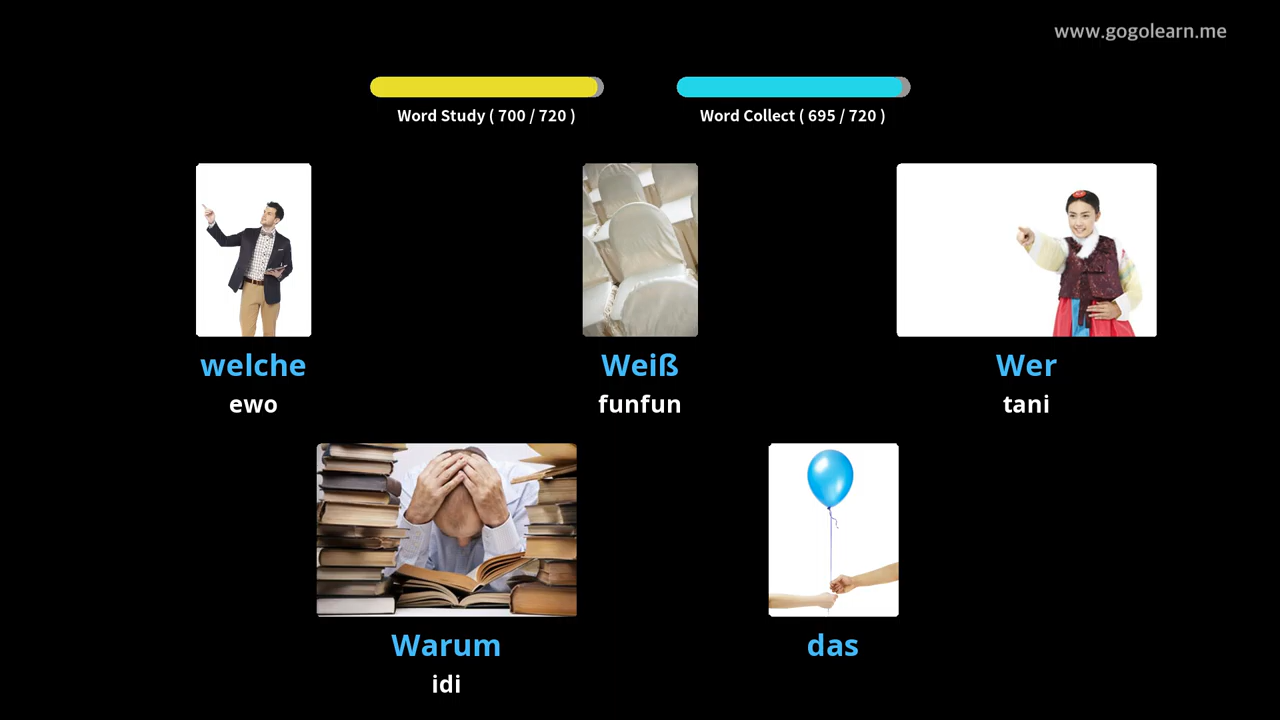 www.gogolearn.me
Word Study ( 700 / 720 )
Word Collect ( 695 / 720 )
welche
ewo
Weiß
funfun
Wer
tani
Warum
idi
das